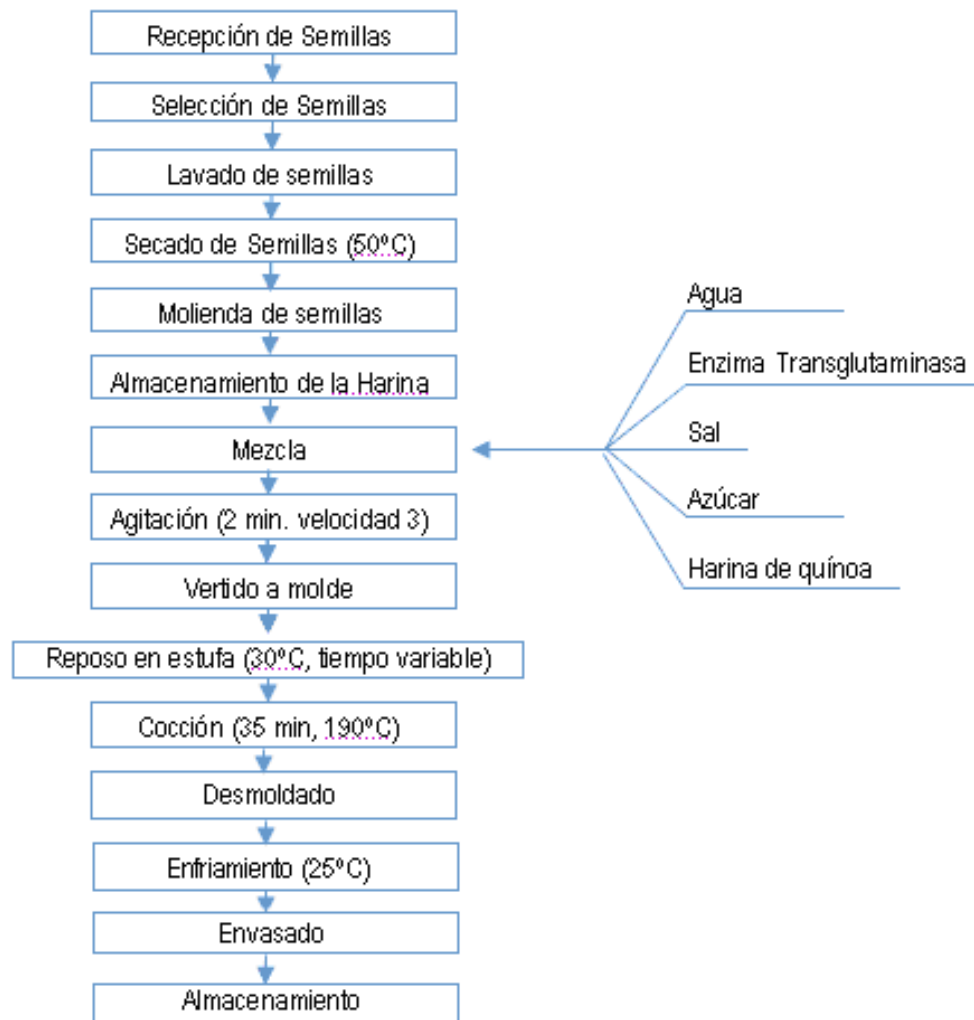 Recepción de Semillas
Selección de Semillas
Lavado de semillas
Secado de Semillas (50ºC)
Molienda de semillas
Almacenamiento de la Harina
Mezcla
Agitación (2 min. velocidad 3)
Vertido a molde
Reposo en estufa (30ºC, tiempo variable)
Cocción (35 min, 190ºC)
Desmoldado
Enfriamiento (25ºC)
Envasado
Almacenamiento
Agua
Enzima Transglutaminasa
Sal
Azúcar
Harina de quínoa